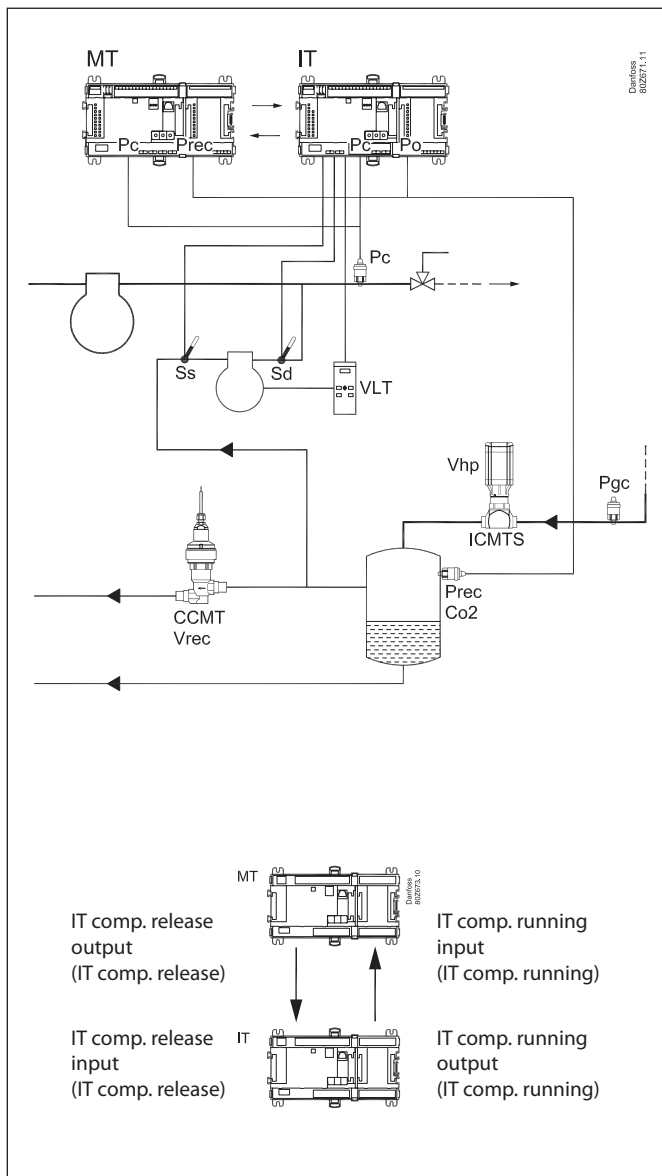 MT
IT
Danfoss
80Z671.11
Pc
Prec
Pc
Po
Pc
Ss
Sd
VLT
Vhp
Pgc
ICMTS
CCMT
Vrec
Prec
Co2
MT
Danfoss
80Z673.10
IT comp. release
output
(IT comp. release)
IT comp. running
input
(IT comp. running)
IT comp. release
input
(IT comp. release)
IT
IT comp. running
output
(IT comp. running)